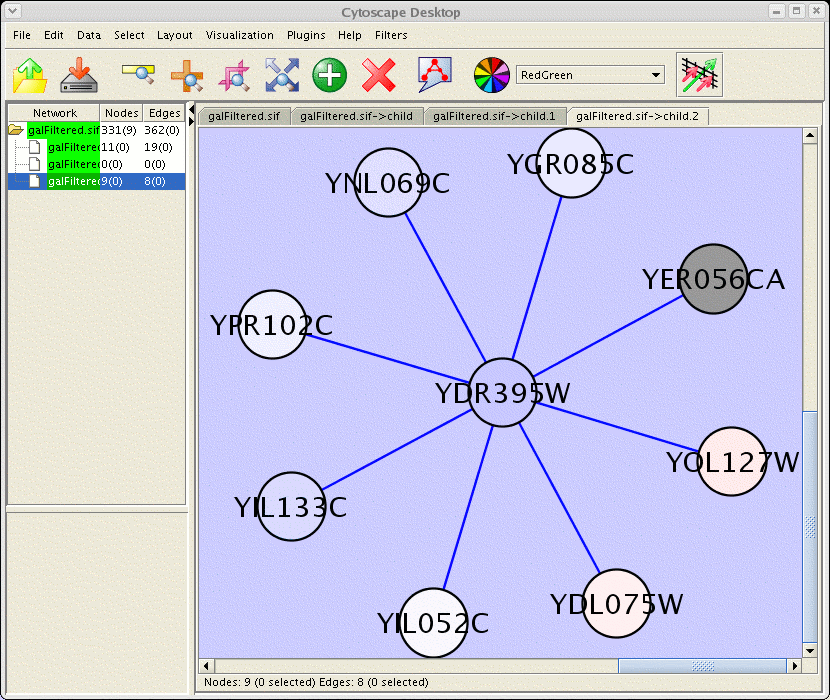 Cytoscape Desktop
File Edit Data Select Layout Visualization Plugins Help Filters
RedGreen
Network Nodes Edges
galFiltered.sif 331(9) 362(0)
galFiltere 11(0) 19(0)
galFiltere 0(0) 0(0)
galFiltere 9(0) 8(0)
galFiltered.sif galFiltered.sif->child galFiltered.sif->child.1 galFiltered.sif->child.2
YGR085C
YNL069C
YER056CA
YPR102C
YDR395W
YOL127W
YIL133C
YDL075W
YIL052C
Nodes: 9 (0 selected) Edges: 8 (0 selected)